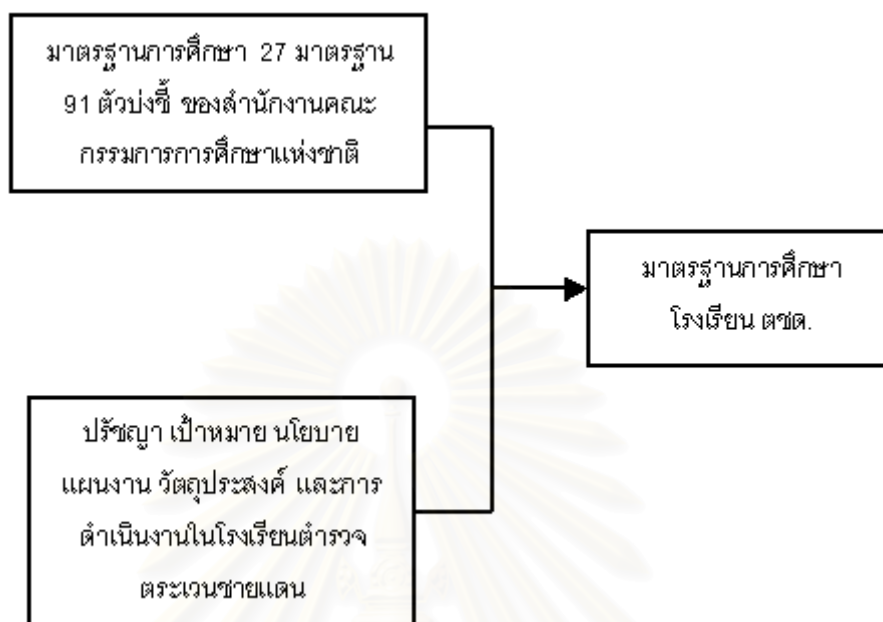 มาตรฐานการศึกษา 27 มาตรฐาน
91 ตัวบ่งชี้ ของสำนักงานคณะ
กรรมการการศึกษาแห่งชาติ
มาตรฐานการศึกษา
โรงเรียน ตชด.
ปรัชญา เป้าหมาย นโยบาย
แผนงาน วัตถุประสงค์ และการ
ดำเนินงานในโรงเรียนตำรวจ
ตระเวนชายแดน